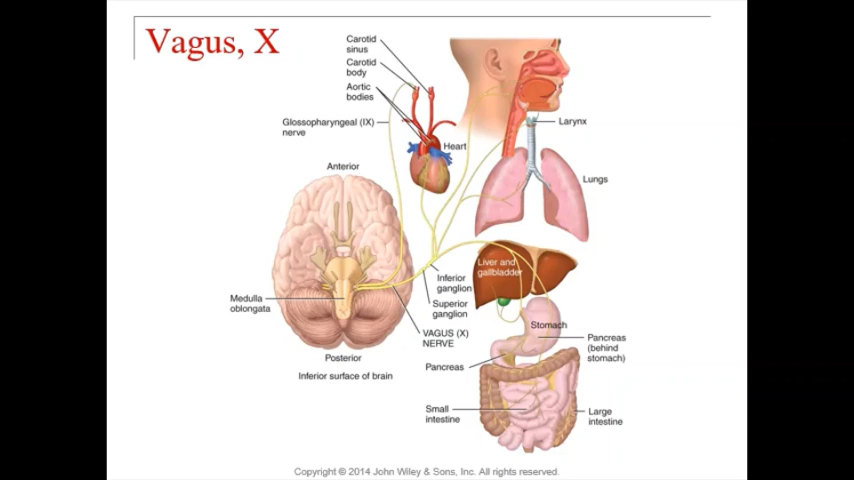 Vagus, X
Carotid
sinus
Carotid
body
Aortic
bodies
Glossopharyngeal (IX)
nerve
Larynx
Heart
Anterior
Lungs
Liver and
gallbladder
Inferior
ganglion
Medulla
oblongata
Superior
ganglion
Stomach
VAGUS (X)
NERVE
Pancreas
(behind
stomach)
Posterior
Pancreas
Inferior surface of brain
Small
intestine
Large
intestine
Copyright © 2014 John Wiley & Sons, Inc. All rights reserved.